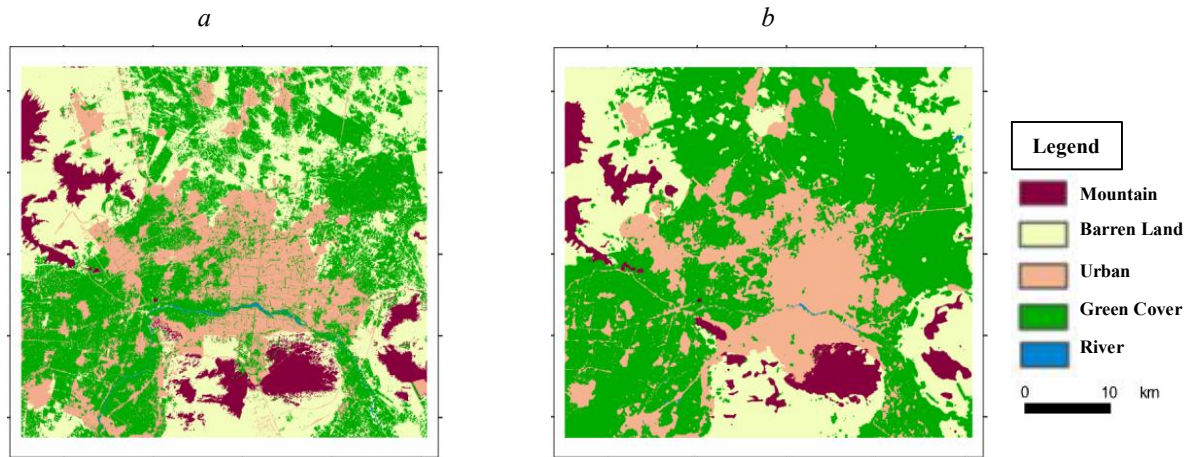 a
b
Legend
Mountain
Barren Land
Urban
Green Cover
River
0 10 km